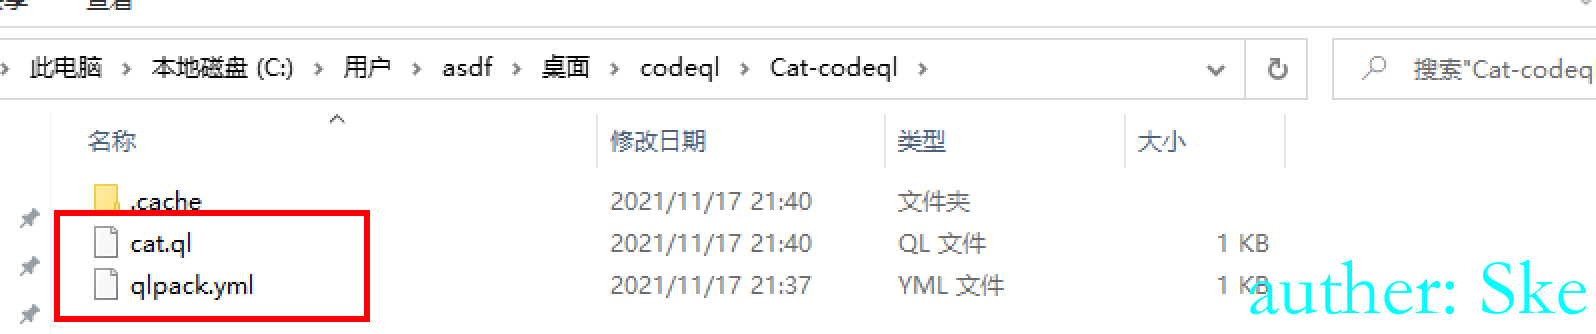 查看
此电脑 › 本地磁盘 (C:) › 用户 › asdf › 桌面 › codeql › Cat-codeql ›
搜索"Cat-codeq
名称 修改日期 类型 大小
.cache 2021/11/17 21:40 文件夹
cat.ql 2021/11/17 21:40 QL 文件 1 KB
qlpack.yml 2021/11/17 21:37 YML 文件 1 KB
auther: Ske